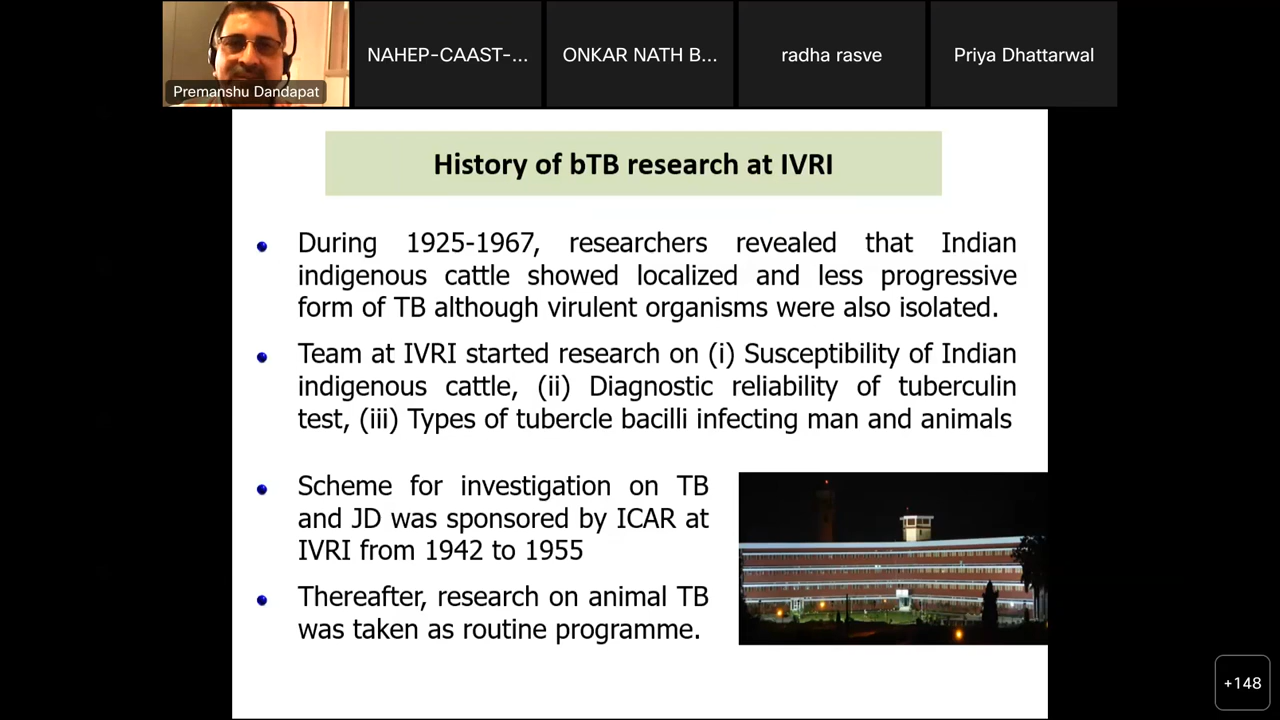 NAHEP-CAAST-...
ONKAR NATH B...
radha rasve
Priya Dhattarwal
Premanshu Dandapat
History of bTB research at IVRI
During 1925-1967, researchers revealed that Indian
indigenous cattle showed localized and less progressive
form of TB although virulent organisms were also isolated.
Team at IVRI started research on (i) Susceptibility of Indian
indigenous cattle, (ii) Diagnostic reliability of tuberculin
test, (iii) Types of tubercle bacilli infecting man and animals
Scheme for investigation on TB
and JD was sponsored by ICAR at
IVRI from 1942 to 1955
Thereafter, research on animal TB
was taken as routine programme.
+148